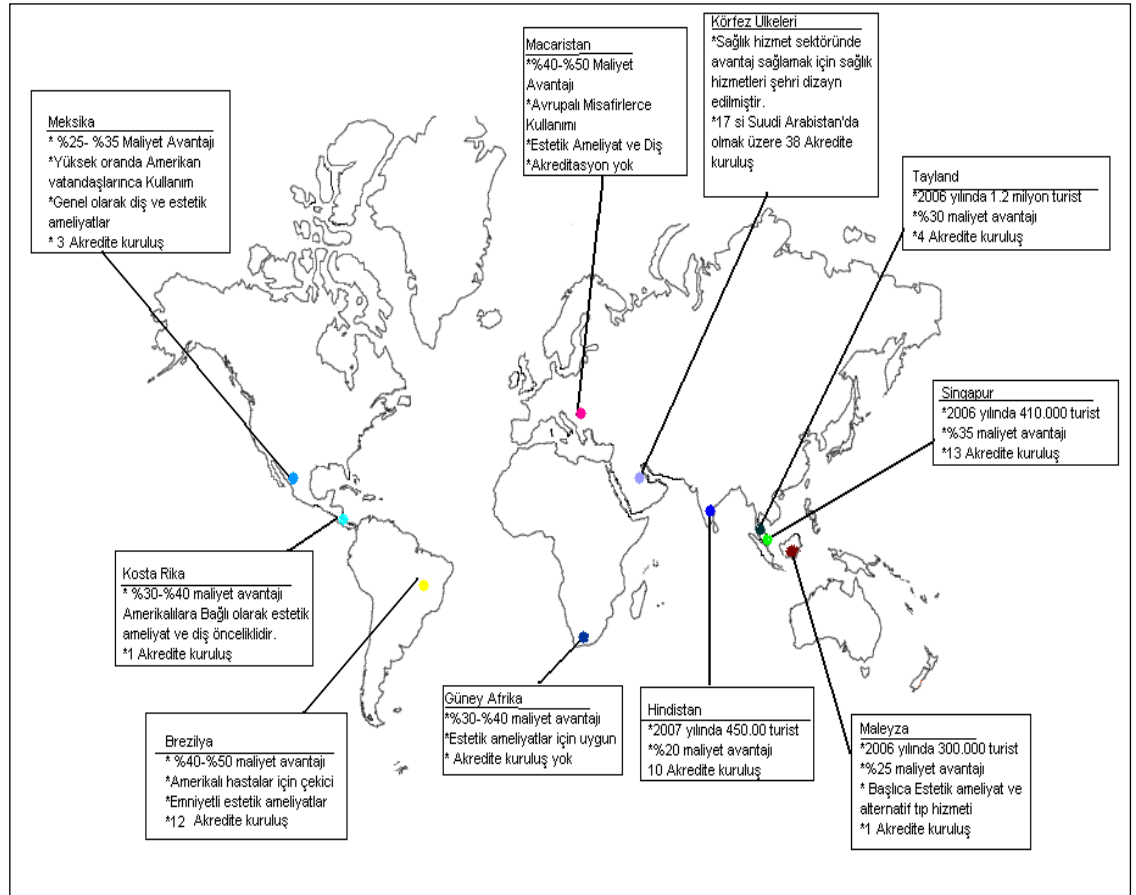 Meksika
* %25- %35 Maliyet Avantajı
*Yüksek oranda Amerikan
vatandaşlarınca Kullanım
*Genel olarak diş ve estetik
ameliyatlar
* 3 Akredite kuruluş
Macaristan
*%40-%50 Maliyet
Avantajı
*Avrupalı Misafirlerce
Kullanımı
*Estetik Ameliyat ve Diş
*Akreditasyon yok
Körfez Ülkeleri
*Sağlık hizmet sektöründe
avantaj sağlamak için sağlık
hizmetleri şehri dizayn
edilmiştir.
*17 si Suudi Arabistan'da
olmak üzere 38 Akredite
kuruluş
Tayland
*2006 yılında 1.2 milyon turist
*%30 maliyet avantajı
*4 Akredite kuruluş
Singapur
*2006 yılında 410.000 turist
*%35 maliyet avantajı
*13 Akredite kuruluş
Kosta Rika
* %30-%40 maliyet avantajı
Amerikalılara Bağlı olarak estetik
ameliyat ve diş önceliklidir.
*1 Akredite kuruluş
Brezilya
* %40-%50 maliyet avantajı
*Amerikalı hastalar için çekici
*Emniyetli estetik ameliyatlar
*12 Akredite kuruluş
Güney Afrika
*%30-%40 maliyet avantajı
*Estetik ameliyatlar için uygun
* Akredite kuruluş yok
Hindistan
*2007 yılında 450.00 turist
*%20 maliyet avantajı
10 Akredite kuruluş
Maleyza
*2006 yılında 300.000 turist
*%25 maliyet avantajı
* Başlıca Estetik ameliyat ve
alternatif tıp hizmeti
*1 Akredite kuruluş